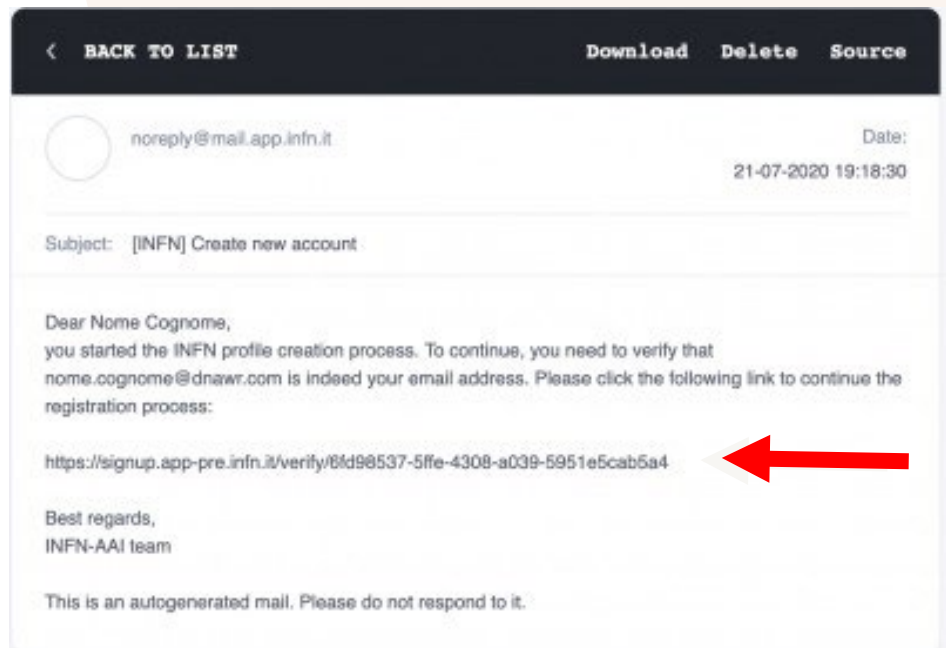 < BACK TO LIST Download Delete Source
noreply@mail.app.infn.it Date:
21-07-2020 19:18:30
Subject: [INFN] Create new account
Dear Nome Cognome,
you started the INFN profile creation process. To continue, you need to verify that
nome.cognome@dnawr.com is indeed your email address. Please click the following link to continue the
registration process:
https://signup.app-pre.infn.it/verify/6fd98537-5ffe-4308-a039-5951e5cab5a4
Best regards,
INFN-AAI team
This is an autogenerated mail. Please do not respond to it.